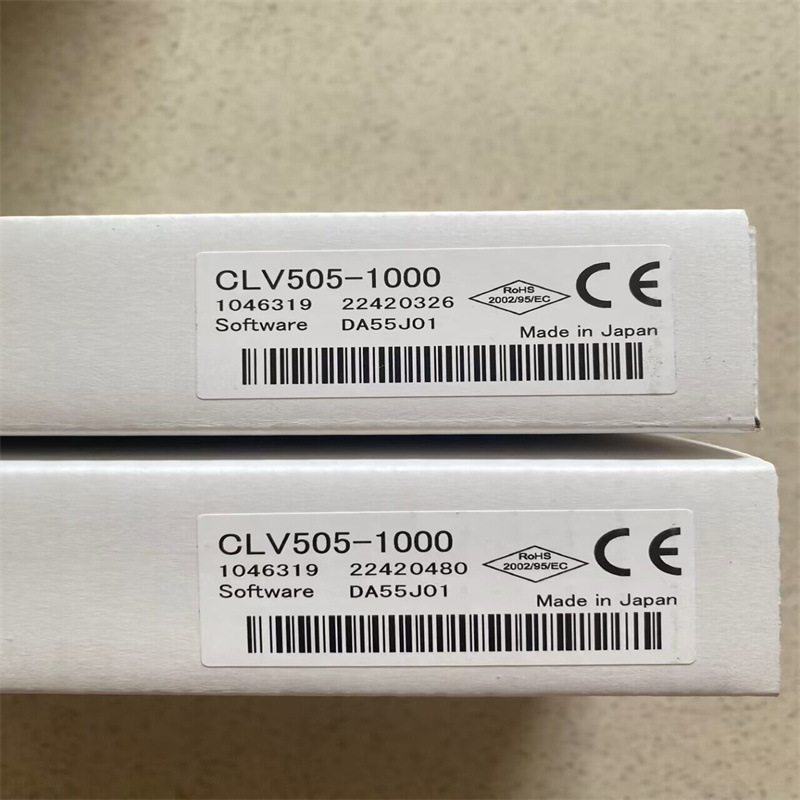 CLV505-1000
1046319 22420326
Software DA55J01
RoHS
2002/95/EC
CE
Made in Japan
CLV505-1000
1046319 22420480
Software DA55J01
RoHS
2002/95/EC
CE
Made in Japan